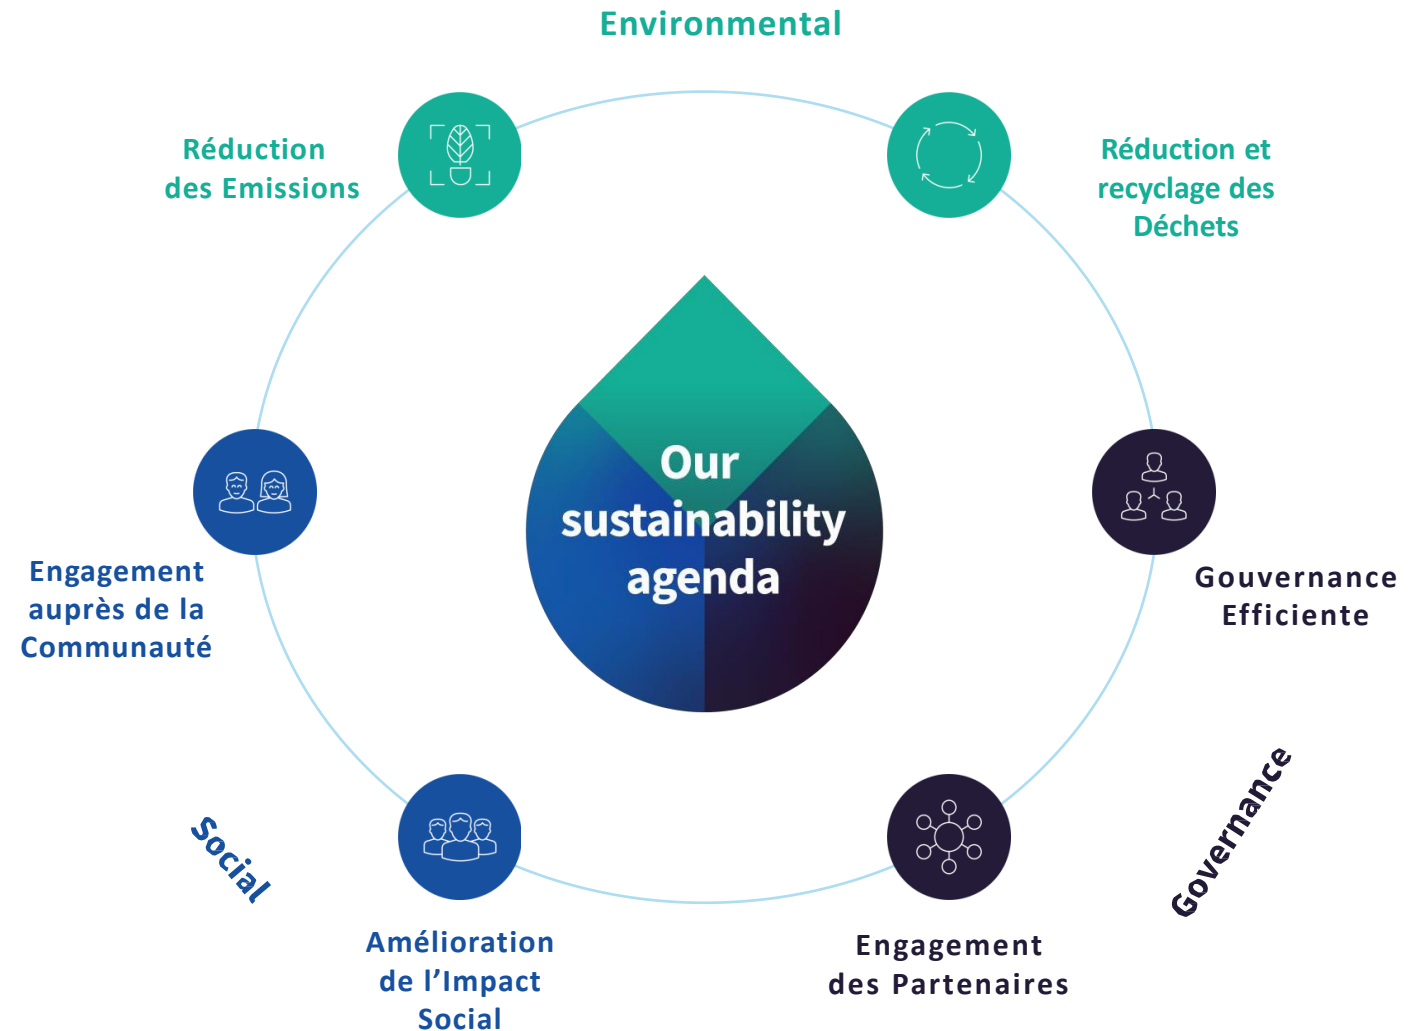 Environmental
Réduction
des Emissions
Réduction et
recyclage des
Déchets
Our
sustainability
agenda
Engagement
auprès de la
Communauté
Gouvernance
Efficiente
Social
Governance
Amélioration
de l’Impact
Social
Engagement
des Partenaires